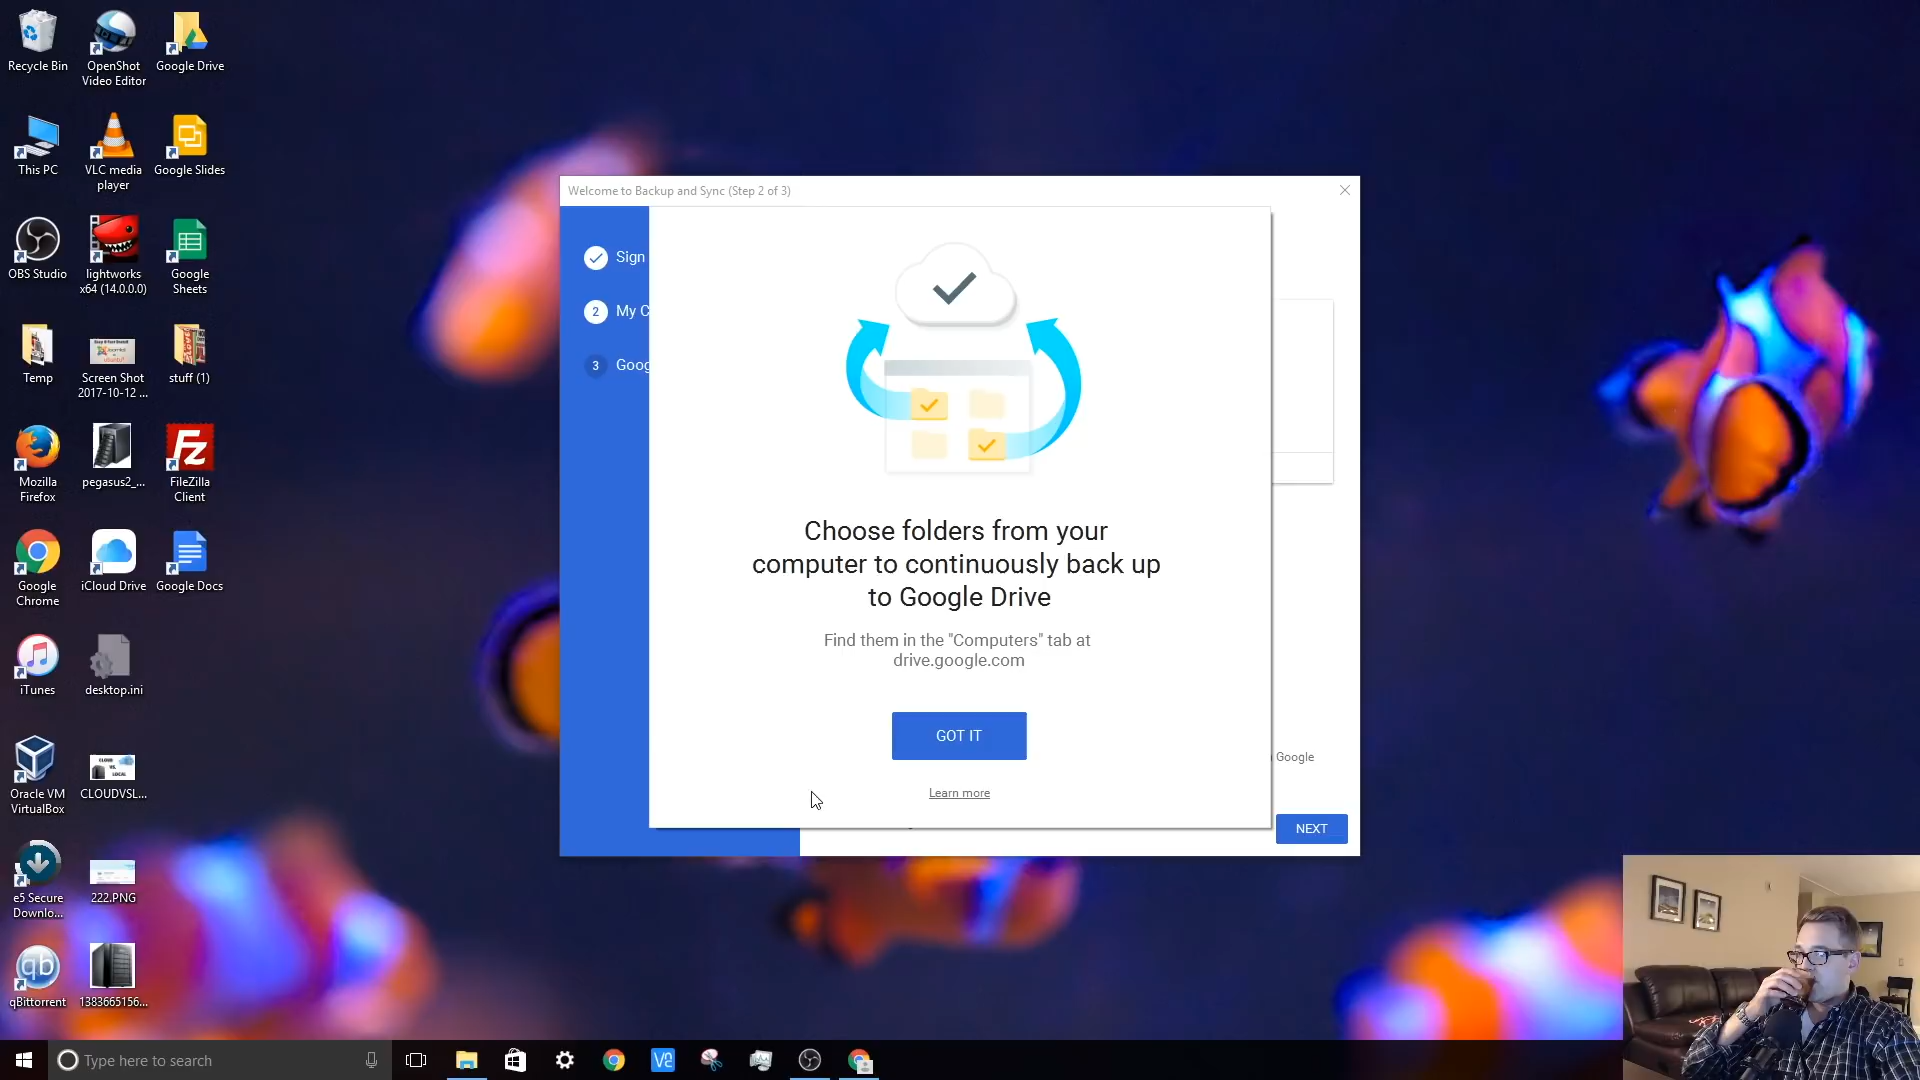 Recycle Bin
OpenShot
Video Editor
Google Drive
This PC
VLC media
player
Google Slides
OBS Studio
lightworks
x64 (14.0.0.0)
Google
Sheets
Temp
Screen Shot
2017-10-12 ...
stuff (1)
Mozilla
Firefox
pegasus2_...
FileZilla
Client
Google
Chrome
iCloud Drive
Google Docs
iTunes
desktop.ini
Oracle VM
VirtualBox
CLOUDVSL...
e5 Secure
Downlo...
222.PNG
qBittorrent
1383665156...
Welcome to Backup and Sync (Step 2 of 3)
Sign
2 My C
3 Goog
Choose folders from your
computer to continuously back up
to Google Drive
Find them in the "Computers" tab at
drive.google.com
GOT IT
Learn more
Google
NEXT
Type here to search